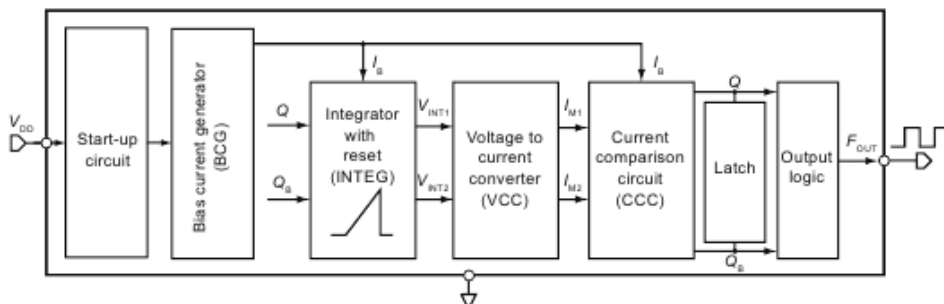 V_DD
Start-up
circuit
Bias current generator
(BCG)
I_B
Q
Q_B
Integrator
with
reset
(INTEG)
V_INT1
V_INT2
Voltage to
current
converter
(VCC)
I_M1
I_M2
I_B
Current
comparison
circuit
(CCC)
Q
Latch
Q_B
Output
logic
F_OUT